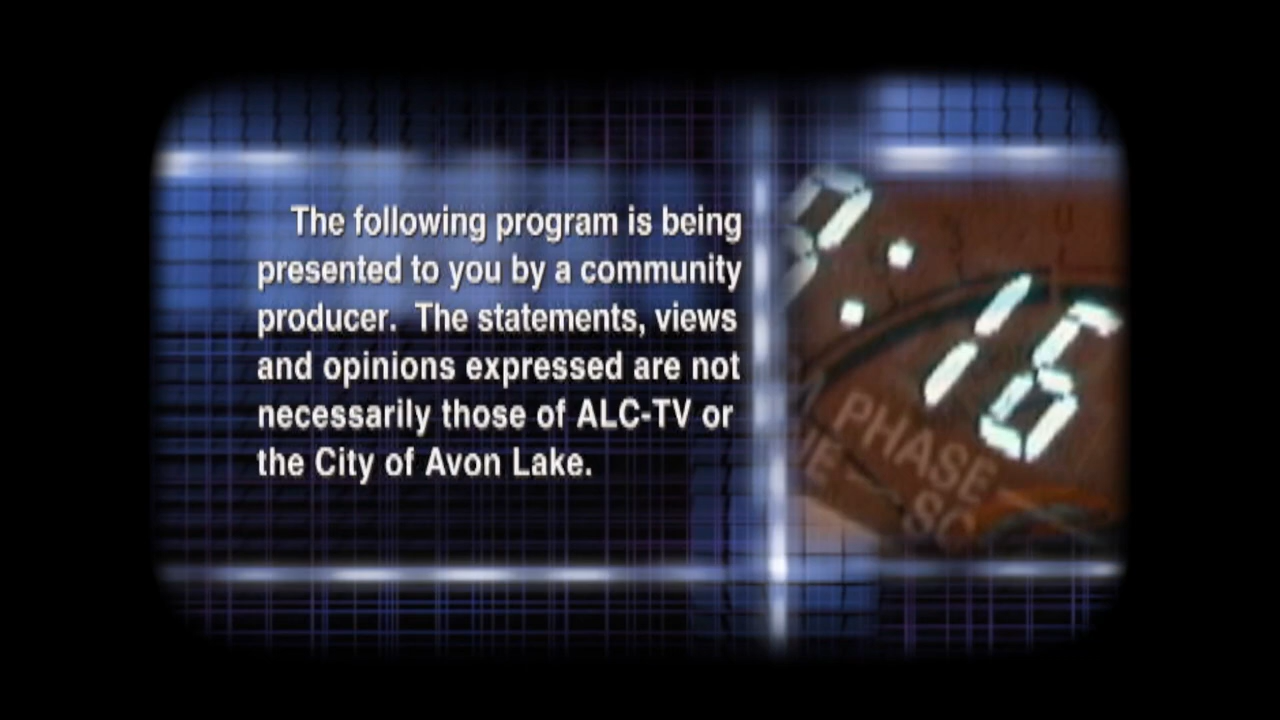 The following program is being
presented to you by a community
producer. The statements, views
and opinions expressed are not
necessarily those of ALC-TV or
the City of Avon Lake.
: 16
PHASE